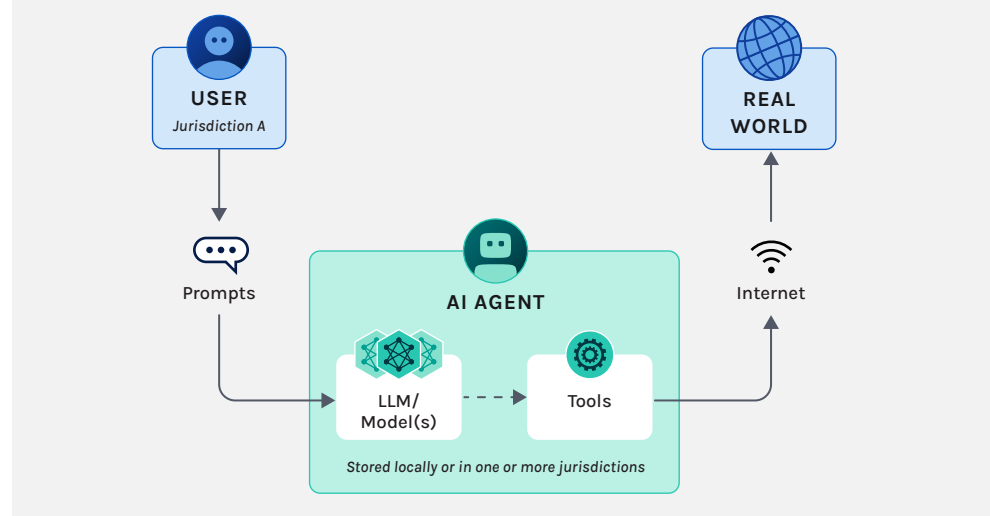 USER
Jurisdiction A
REAL
WORLD
Prompts
Internet
AI AGENT
LLM/
Model(s)
Tools
Stored locally or in one or more jurisdictions